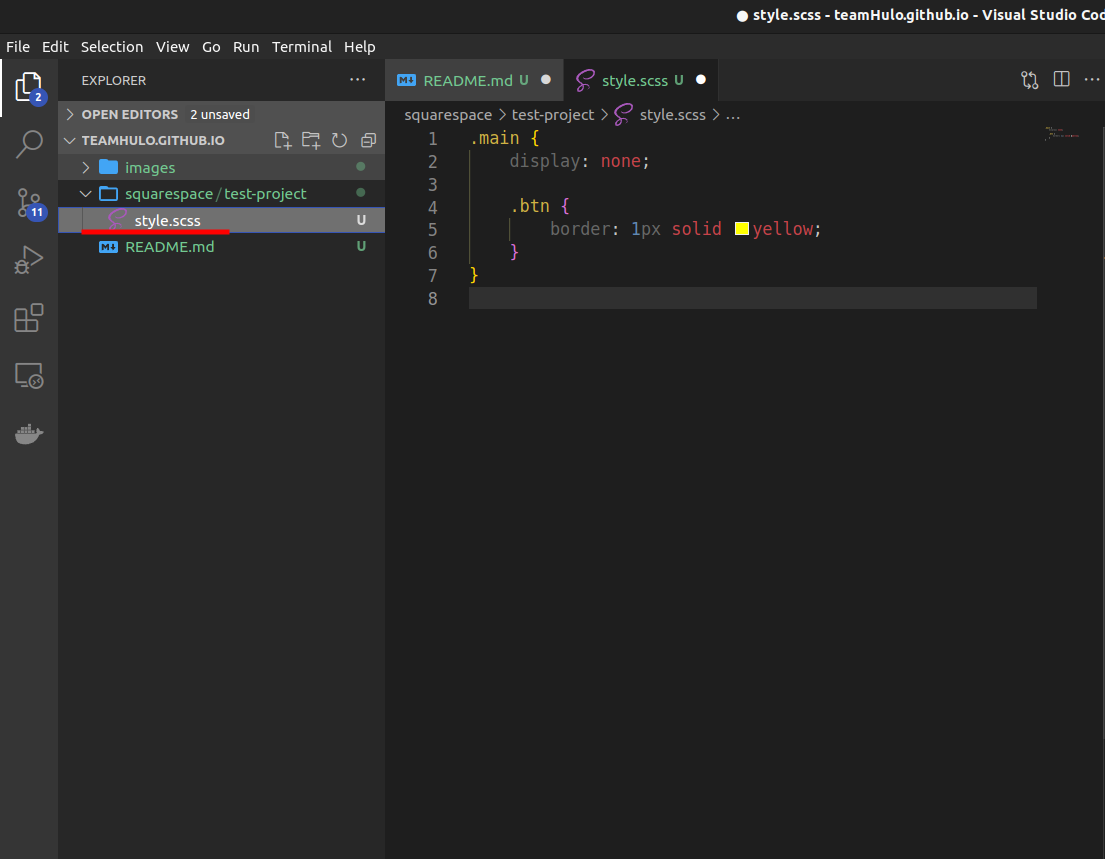 ● style.scss - teamHulo.github.io - Visual Studio Cod
File Edit Selection View Go Run Terminal Help
EXPLORER
2
OPEN EDITORS 2 unsaved
TEAMHULO.GITHUB.IO
images
squarespace / test-project
11
style.scss U
README.md U
README.md U ●
style.scss U ●
squarespace > test-project > style.scss > ...
1 .main {
2 display: none;
3
4 .btn {
5 border: 1px solid yellow;
6 }
7 }
8